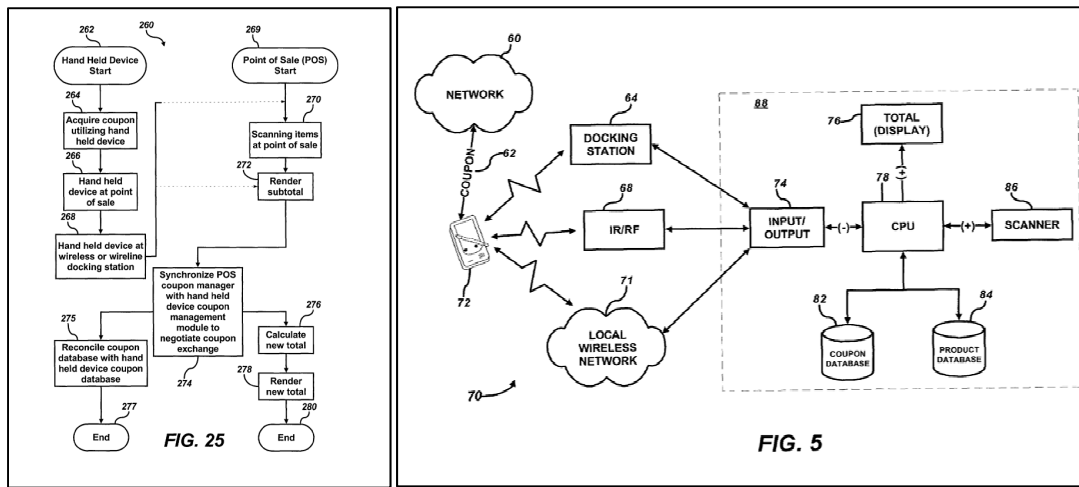 262
260
269
Hand Held Device
Start
Point of Sale (POS)
Start
264
270
Acquire coupon
utilizing hand
held device
Scanning items
at point of sale
266
272
Hand held
device at point
of sale
Render
subtotal
268
Hand held device at
wireless or wireline
docking station
Synchronize POS
coupon manager
with hand held
device coupon
management
module to
negotiate coupon
exchange
274
275
276
Reconcile coupon
database with hand
held device coupon
database
Calculate
new total
278
Render
new total
277
280
End
End
FIG. 25
60
NETWORK
COUPON
62
64
DOCKING
STATION
88
76
TOTAL
(DISPLAY)
(+)
68
IR/RF
72
74
INPUT/
OUTPUT
(-)
78
CPU
(+)
86
SCANNER
71
LOCAL
WIRELESS
NETWORK
82
COUPON
DATABASE
84
PRODUCT
DATABASE
70
FIG. 5